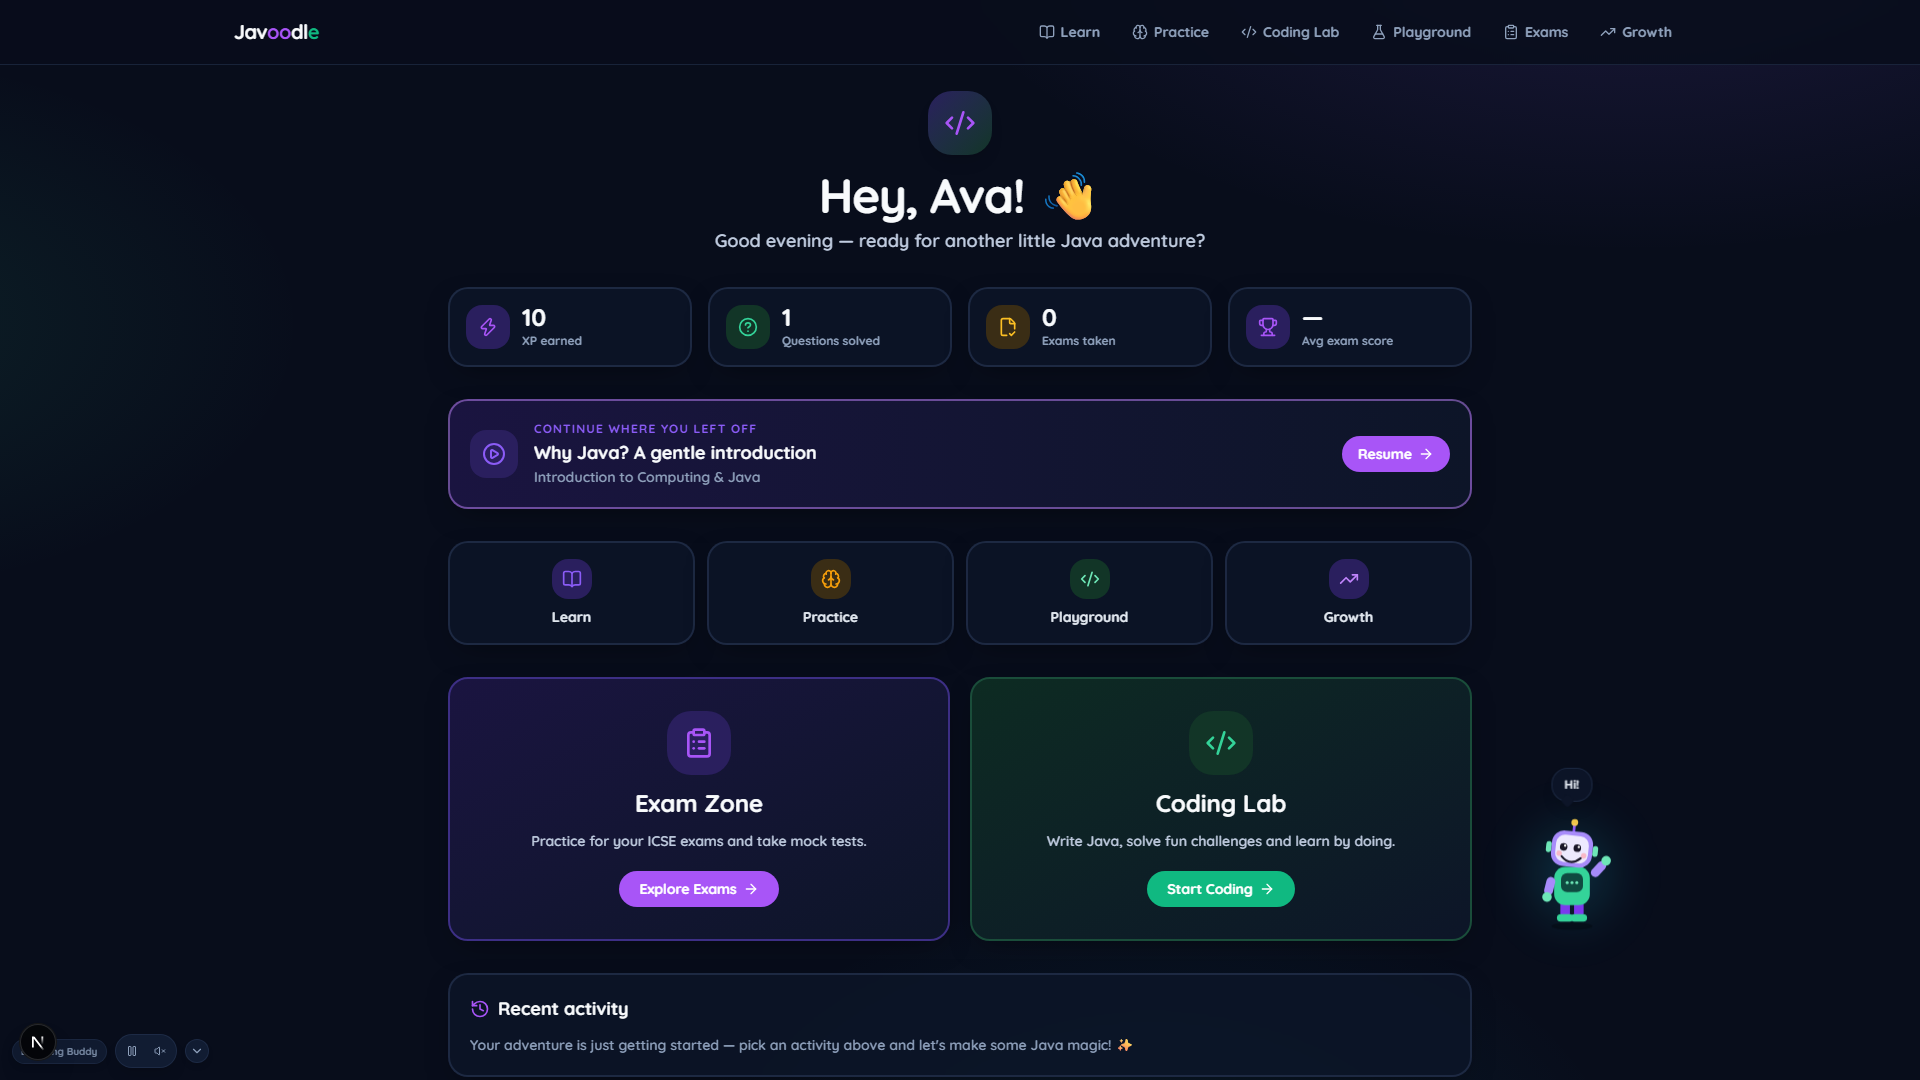 Javoodle
Learn
Practice
Coding Lab
Playground
Exams
Growth
Hey, Ava! 👋
Good evening — ready for another little Java adventure?
10
XP earned
1
Questions solved
0
Exams taken
—
Avg exam score
CONTINUE WHERE YOU LEFT OFF
Why Java? A gentle introduction
Introduction to Computing & Java
Resume →
Learn
Practice
Playground
Growth
Exam Zone
Practice for your ICSE exams and take mock tests.
Explore Exams →
Coding Lab
Write Java, solve fun challenges and learn by doing.
Start Coding →
Hi!
Recent activity
Your adventure is just getting started — pick an activity above and let's make some Java magic! ✨
N
Buddy